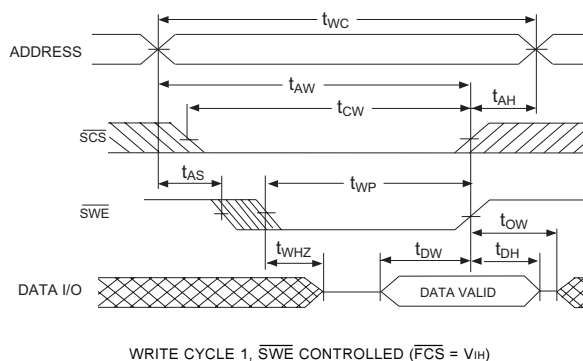 tWC
ADDRESS
tAW
tCW
tAH
SCS
tAS
tWP
SWE
tOW
tWHZ
tDW
tDH
DATA I/O
DATA VALID
WRITE CYCLE 1, SWE CONTROLLED (FCS = VIH)